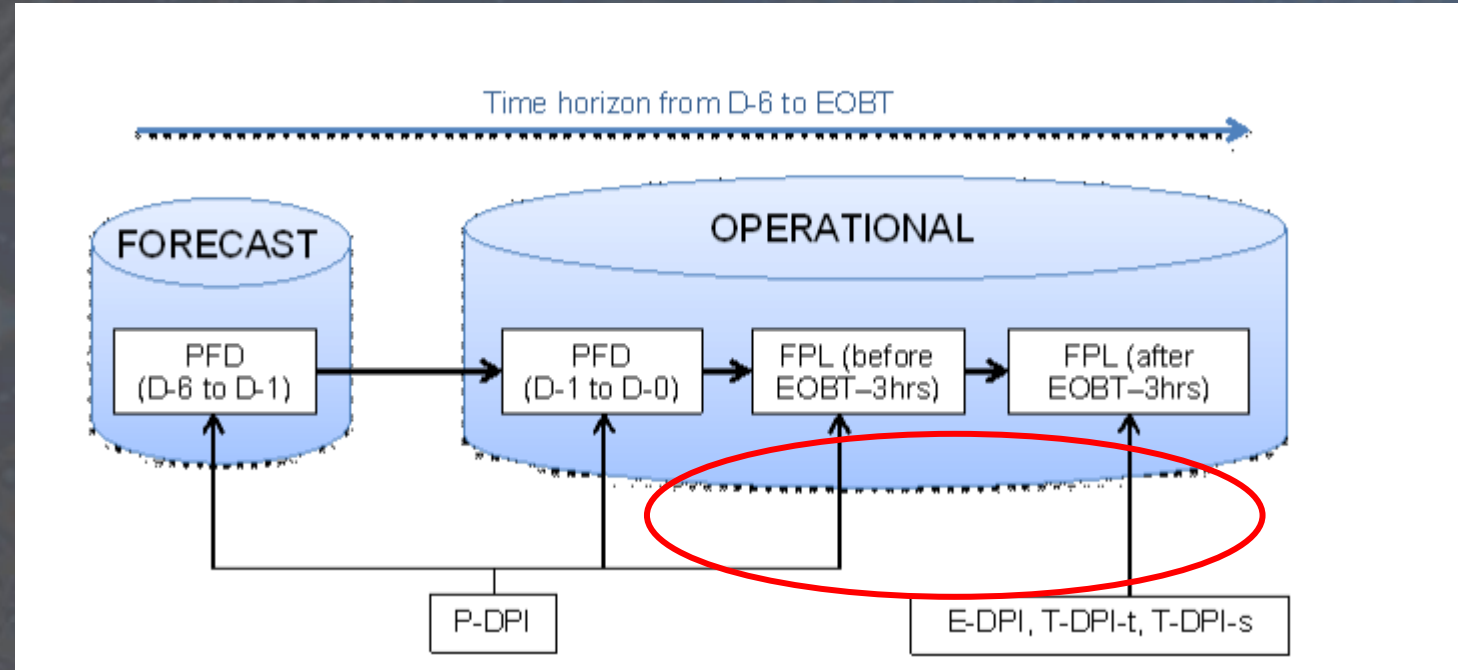 Time horizon from D-6 to EOBT
FORECAST
OPERATIONAL
PFD
(D-6 to D-1)
PFD
(D-1 to D-0)
FPL (before
EOBT–3hrs)
FPL (after
EOBT–3hrs)
P-DPI
E-DPI, T-DPI-t, T-DPI-s